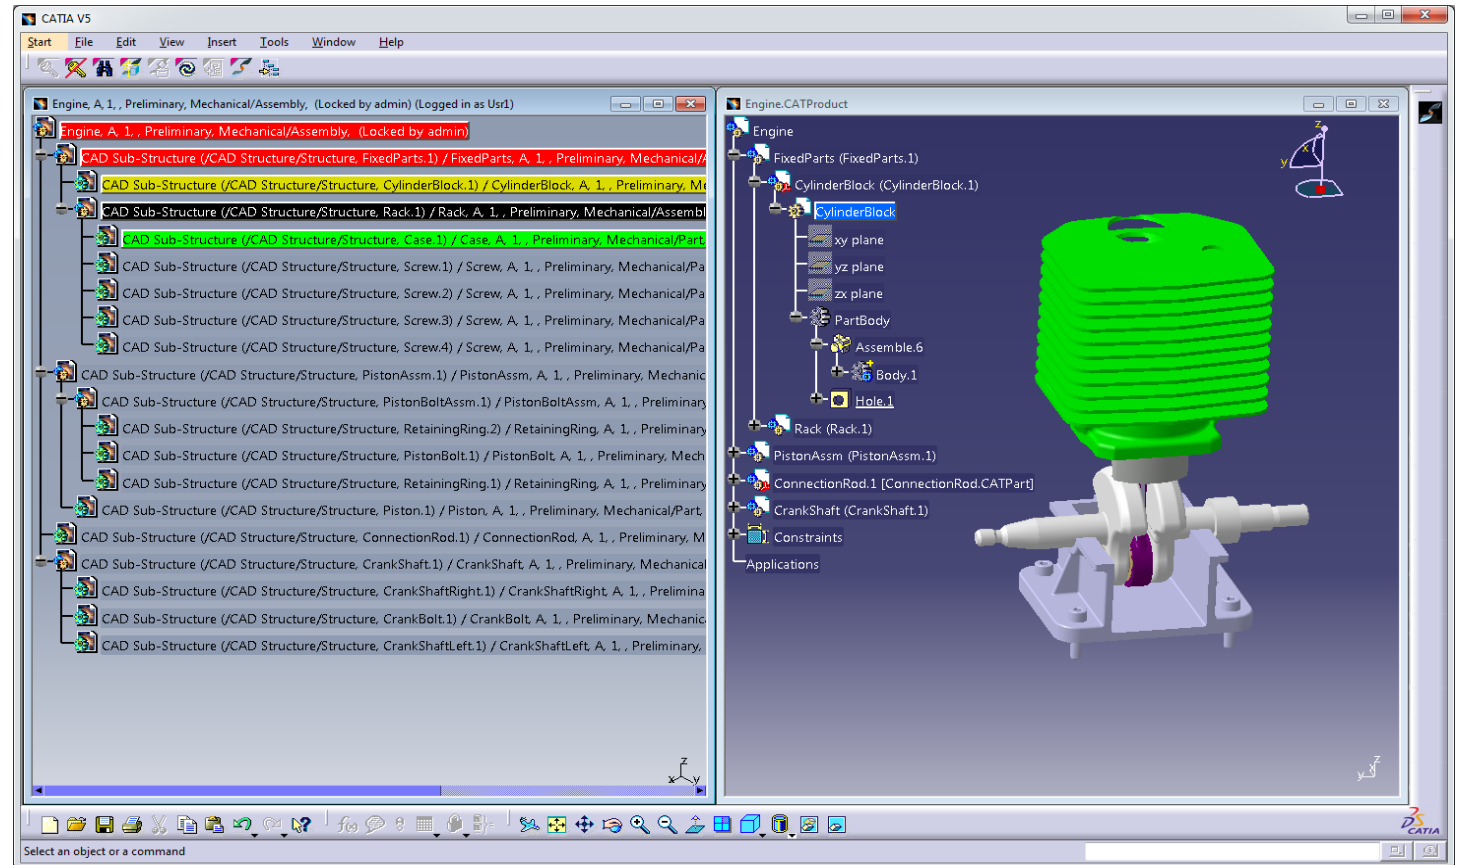 CATIA V5
Start File Edit View Insert Tools Window Help
Engine, A, 1, , Preliminary, Mechanical/Assembly, (Locked by admin) (Logged in as Usr1)
Engine, A, 1, , Preliminary, Mechanical/Assembly, (Locked by admin)
CAD Sub-Structure (/CAD Structure/Structure, FixedParts.1) / FixedParts, A, 1, , Preliminary, Mechanical/A
CAD Sub-Structure (/CAD Structure/Structure, CylinderBlock.1) / CylinderBlock, A, 1, , Preliminary, Me
CAD Sub-Structure (/CAD Structure/Structure, Rack.1) / Rack, A, 1, , Preliminary, Mechanical/Assembl
CAD Sub-Structure (/CAD Structure/Structure, Case.1) / Case, A, 1, , Preliminary, Mechanical/Part,
CAD Sub-Structure (/CAD Structure/Structure, Screw.1) / Screw, A, 1, , Preliminary, Mechanical/Pa
CAD Sub-Structure (/CAD Structure/Structure, Screw.2) / Screw, A, 1, , Preliminary, Mechanical/Pa
CAD Sub-Structure (/CAD Structure/Structure, Screw.3) / Screw, A, 1, , Preliminary, Mechanical/Pa
CAD Sub-Structure (/CAD Structure/Structure, Screw.4) / Screw, A, 1, , Preliminary, Mechanical/Pa
CAD Sub-Structure (/CAD Structure/Structure, PistonAssm.1) / PistonAssm, A, 1, , Preliminary, Mechanic
CAD Sub-Structure (/CAD Structure/Structure, PistonBoltAssm.1) / PistonBoltAssm, A, 1, , Preliminary
CAD Sub-Structure (/CAD Structure/Structure, RetainingRing.2) / RetainingRing, A, 1, , Preliminary
CAD Sub-Structure (/CAD Structure/Structure, PistonBolt.1) / PistonBolt, A, 1, , Preliminary, Mech
CAD Sub-Structure (/CAD Structure/Structure, RetainingRing.1) / RetainingRing, A, 1, , Preliminary
CAD Sub-Structure (/CAD Structure/Structure, Piston.1) / Piston, A, 1, , Preliminary, Mechanical/Part,
CAD Sub-Structure (/CAD Structure/Structure, ConnectionRod.1) / ConnectionRod, A, 1, , Preliminary, M
CAD Sub-Structure (/CAD Structure/Structure, CrankShaft.1) / CrankShaft, A, 1, , Preliminary, Mechanical
CAD Sub-Structure (/CAD Structure/Structure, CrankShaftRight.1) / CrankShaftRight, A, 1, , Prelimina
CAD Sub-Structure (/CAD Structure/Structure, CrankBolt.1) / CrankBolt, A, 1, , Preliminary, Mechanic
CAD Sub-Structure (/CAD Structure/Structure, CrankShaftLeft.1) / CrankShaftLeft, A, 1, , Preliminary,
z
x y
Engine.CATProduct
Engine
FixedParts (FixedParts.1)
CylinderBlock (CylinderBlock.1)
CylinderBlock
xy plane
yz plane
zx plane
PartBody
Assemble.6
Body.1
Hole.1
Rack (Rack.1)
PistonAssm (PistonAssm.1)
ConnectionRod.1 [ConnectionRod.CATPart]
CrankShaft (CrankShaft.1)
Constraints
Applications
z
x
y
z
x
y
f(x)
CATIA
Select an object or a command